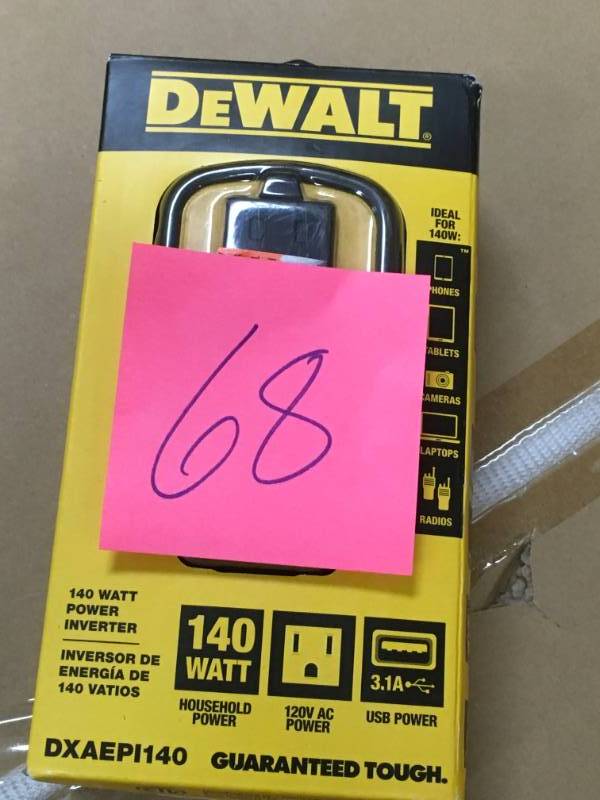 DEWALT®
IDEAL
FOR
140W:
™
PHONES
TABLETS
CAMERAS
LAPTOPS
RADIOS
68
140 WATT
POWER
INVERTER
INVERSOR DE
ENERGÍA DE
140 VATIOS
140
WATT
HOUSEHOLD
POWER
120V AC
POWER
3.1A
USB POWER
DXAEPI140
GUARANTEED TOUGH.